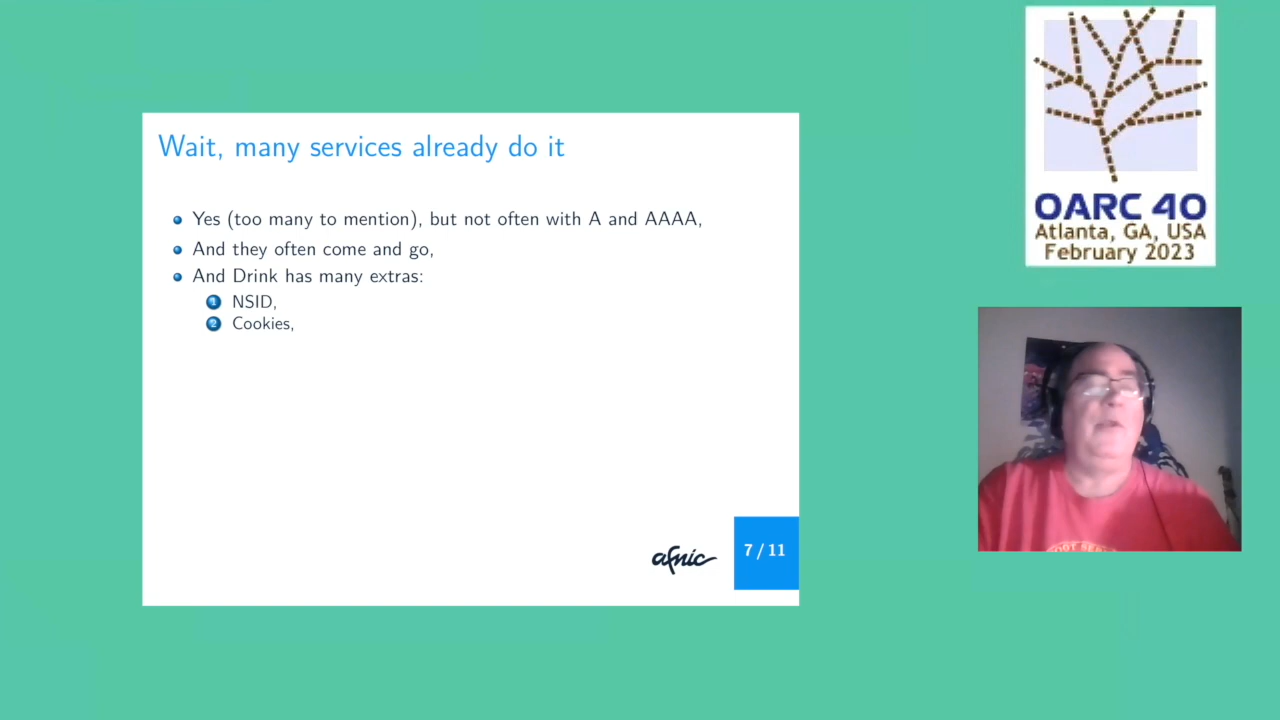 Wait, many services already do it
Yes (too many to mention), but not often with A and AAAA,
And they often come and go,
And Drink has many extras:
1 NSID,
2 Cookies,
afnic
7 / 11
OARC 40
Atlanta, GA, USA
February 2023